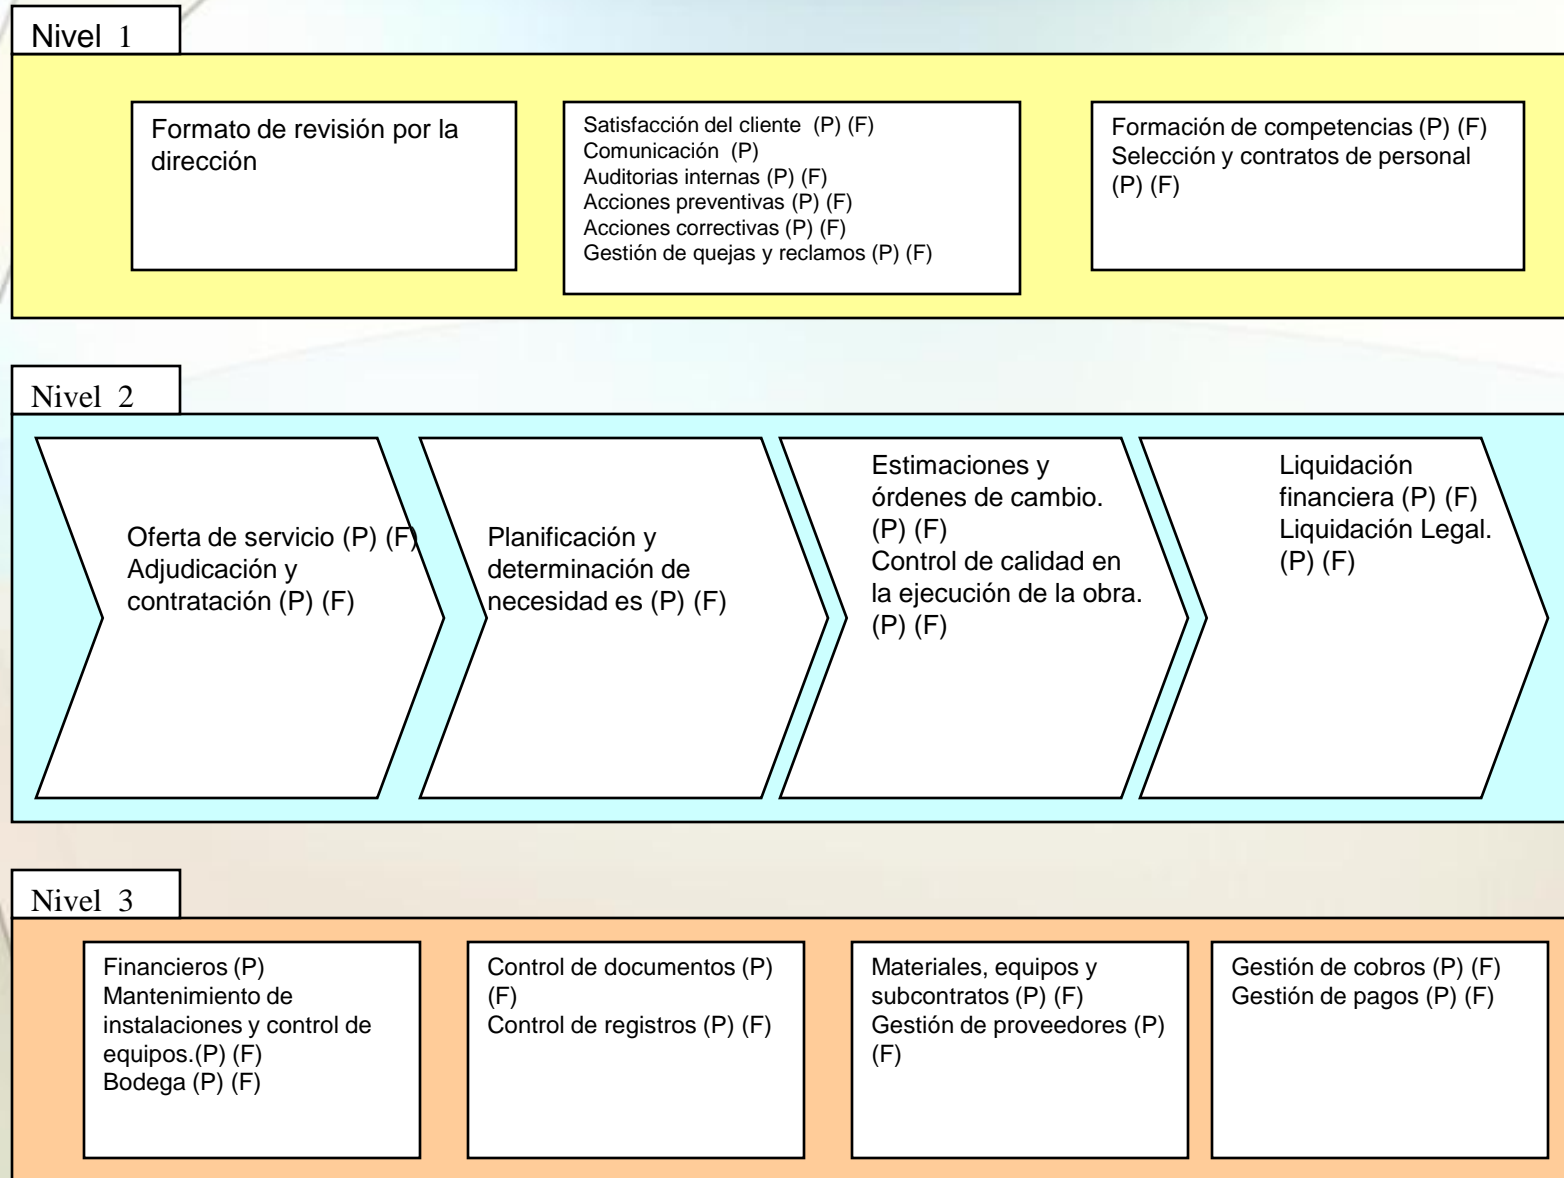 Nivel 1
Formato de revisión por la
dirección
Satisfacción del cliente (P) (F)
Comunicación (P)
Auditorias internas (P) (F)
Acciones preventivas (P) (F)
Acciones correctivas (P) (F)
Gestión de quejas y reclamos (P) (F)
Formación de competencias (P) (F)
Selección y contratos de personal
(P) (F)
Nivel 2
Oferta de servicio (P) (F)
Adjudicación y
contratación (P) (F)
Planificación y
determinación de
necesidad es (P) (F)
Estimaciones y
órdenes de cambio.
(P) (F)
Control de calidad en
la ejecución de la obra.
(P) (F)
Liquidación
financiera (P) (F)
Liquidación Legal.
(P) (F)
Nivel 3
Financieros (P)
Mantenimiento de
instalaciones y control de
equipos.(P) (F)
Bodega (P) (F)
Control de documentos (P)
(F)
Control de registros (P) (F)
Materiales, equipos y
subcontratos (P) (F)
Gestión de proveedores (P)
(F)
Gestión de cobros (P) (F)
Gestión de pagos (P) (F)